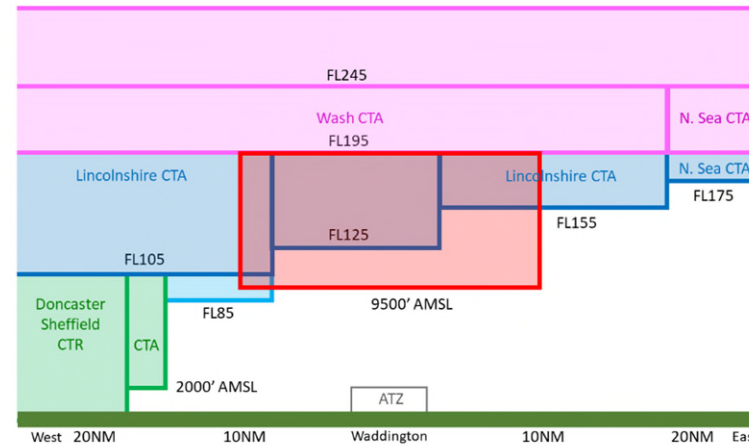 FL245
Wash CTA
N. Sea CTA
FL195
Lincolnshire CTA
Lincolnshire CTA
N. Sea CTA
FL175
FL155
FL125
FL105
Doncaster
Sheffield
CTR
CTA
FL85
9500' AMSL
2000' AMSL
ATZ
West 20NM 10NM Waddington 10NM 20NM Eas